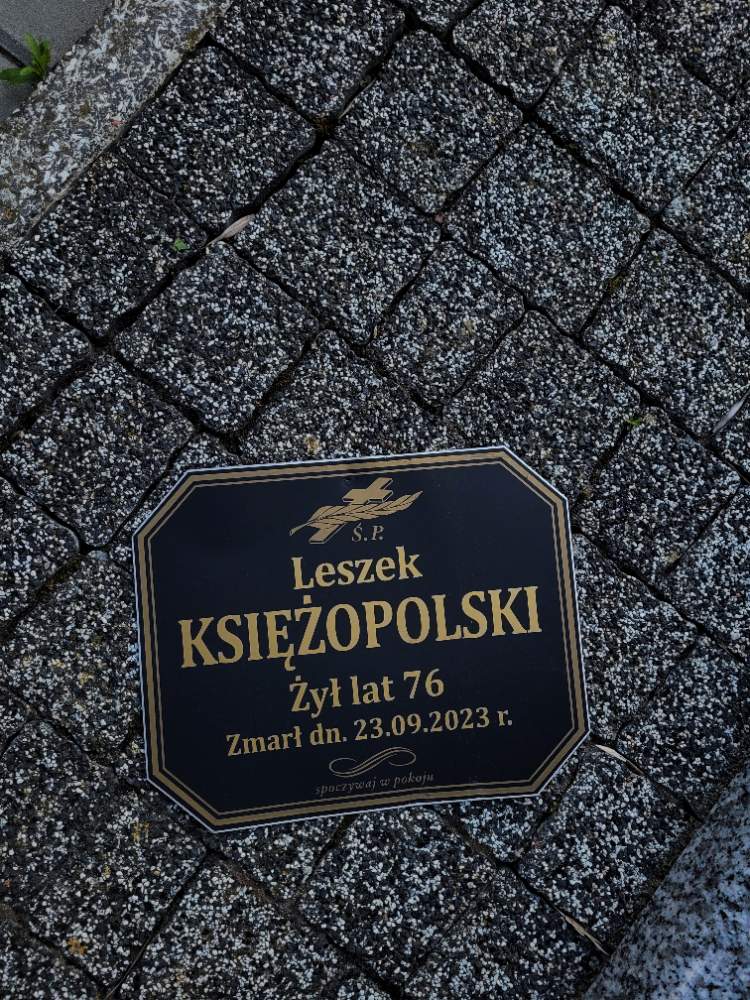 Ś.P.
Leszek
KSIĘŻOPOLSKI
Żył lat 76
Zmarł dn. 23.09.2023 r.
spoczywaj w pokoju